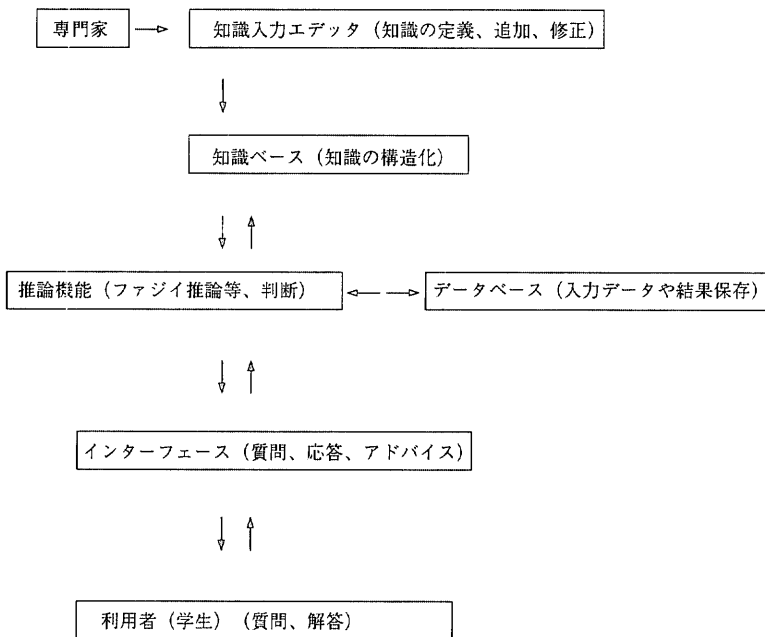 専門家
知識入力エデッタ（知識の定義、追加、修正）
知識ベース（知識の構造化）
推論機能（ファジイ推論等、判断）
データベース（入力データや結果保存）
インターフェース（質問、応答、アドバイス）
利用者（学生）（質問、解答）